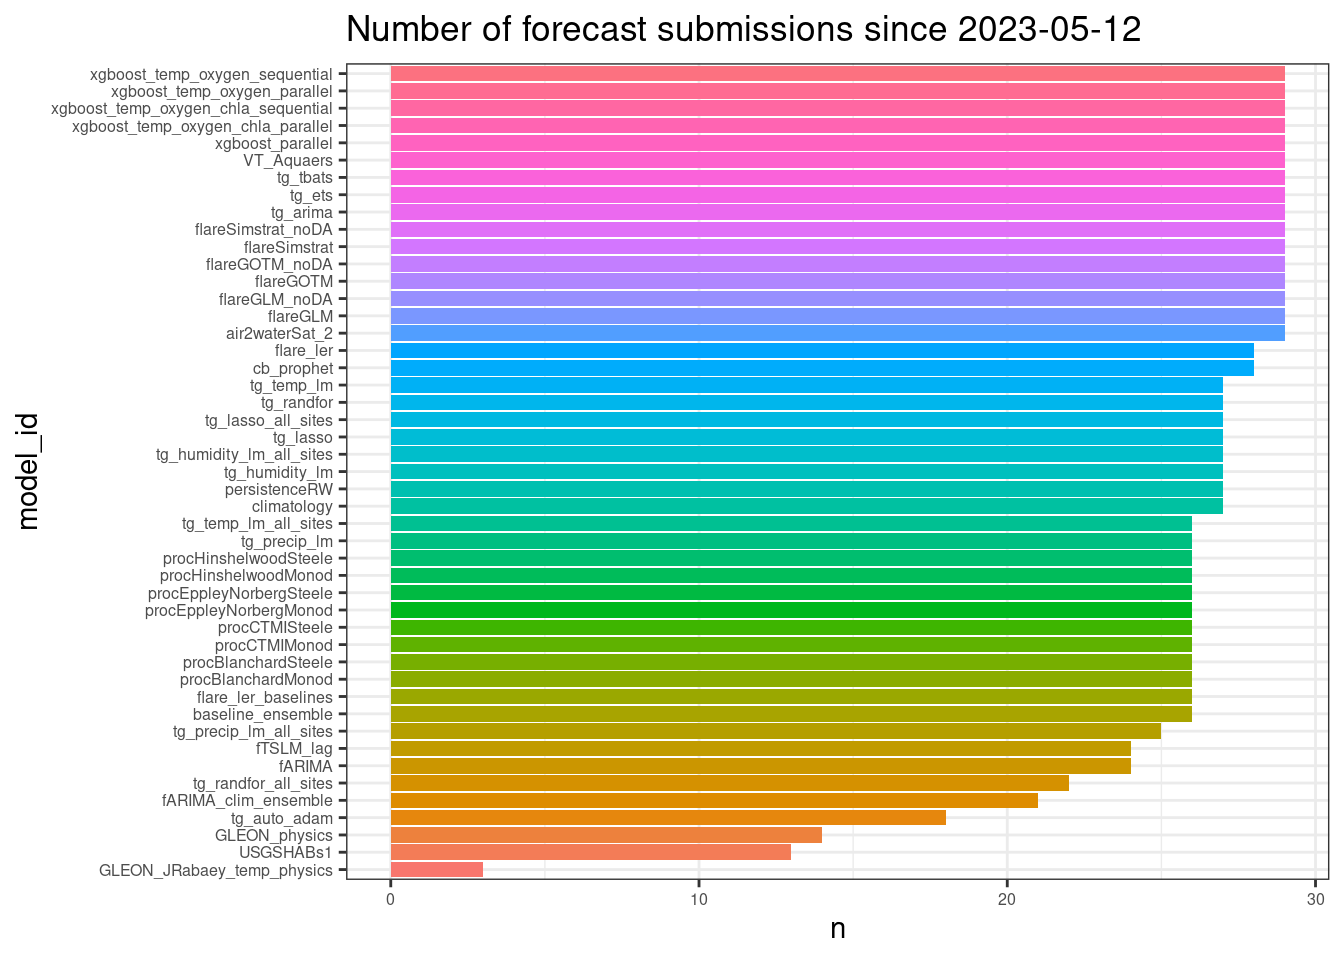 Number of forecast submissions since 2023-05-12
xgboost_temp_oxygen_sequential
xgboost_temp_oxygen_parallel
xgboost_temp_oxygen_chla_sequential
xgboost_temp_oxygen_chla_parallel
xgboost_parallel
VT_Aquaers
tg_tbats
tg_ets
tg_arima
flareSimstrat_noDA
flareSimstrat
flareGOTM_noDA
flareGOTM
flareGLM_noDA
flareGLM
air2waterSat_2
flare_ler
cb_prophet
tg_temp_lm
tg_randfor
tg_lasso_all_sites
tg_lasso
tg_humidity_lm_all_sites
tg_humidity_lm
persistenceRW
climatology
tg_temp_lm_all_sites
tg_precip_lm
procHinshelwoodSteele
procHinshelwoodMonod
procEppleyNorbergSteele
procEppleyNorbergMonod
procCTMISteele
procCTMIMonod
procBlanchardSteele
procBlanchardMonod
flare_ler_baselines
baseline_ensemble
tg_precip_lm_all_sites
fTSLM_lag
fARIMA
tg_randfor_all_sites
fARIMA_clim_ensemble
tg_auto_adam
GLEON_physics
USGSHABs1
GLEON_JRabaey_temp_physics
model_id
0 10 20 30
n